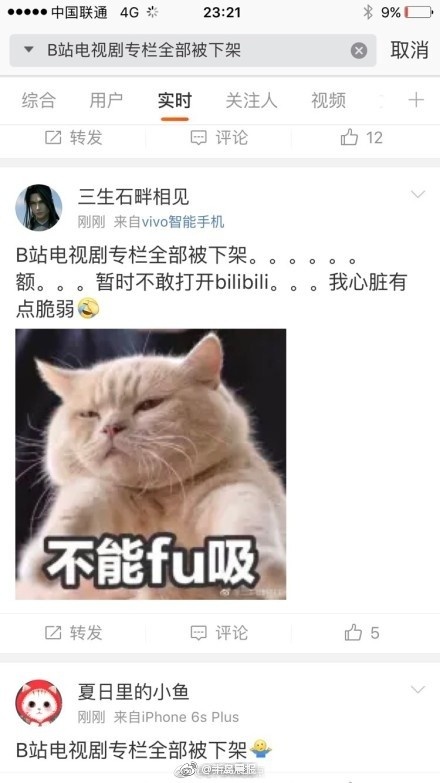 中国联通 4G 23:21 9%
B站电视剧专栏全部被下架 取消
综合 用户 实时 关注人 视频
转发 评论 12
三生石畔相见
刚刚 来自vivo智能手机
B站电视剧专栏全部被下架。。。。。。
额。。。暂时不敢打开bilibili。。。我心脏有
点脆弱
不能fu吸
转发 评论 5
夏日里的小鱼
刚刚 来自iPhone 6s Plus
B站电视剧专栏全部被下架
@半岛晨报